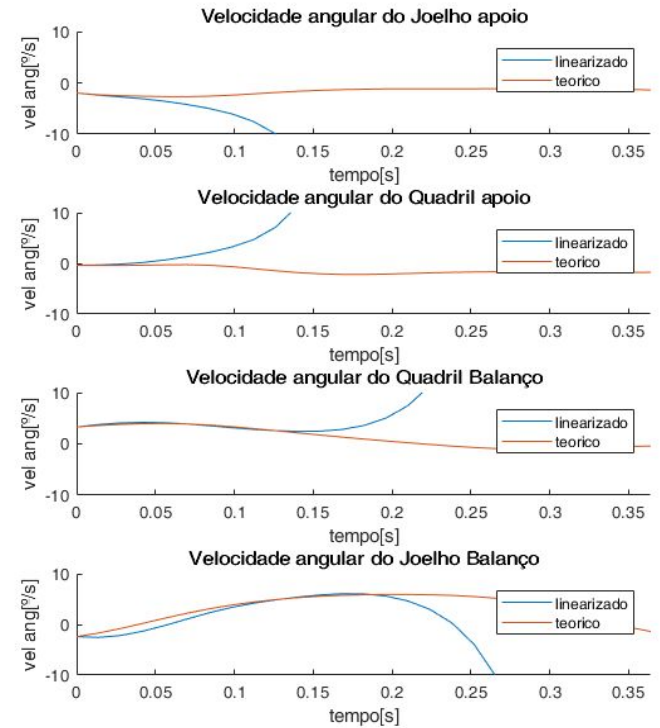 Velocidade angular do Joelho apoio
10
0
-10
vel ang[º/s]
linearizado
teorico
0 0.05 0.1 0.15 0.2 0.25 0.3 0.35
tempo[s]
Velocidade angular do Quadril apoio
10
0
-10
vel ang[º/s]
linearizado
teorico
0 0.05 0.1 0.15 0.2 0.25 0.3 0.35
tempo[s]
Velocidade angular do Quadril Balanço
10
0
-10
vel ang[º/s]
linearizado
teorico
0 0.05 0.1 0.15 0.2 0.25 0.3 0.35
tempo[s]
Velocidade angular do Joelho Balanço
10
0
-10
vel ang[º/s]
linearizado
teorico
0 0.05 0.1 0.15 0.2 0.25 0.3 0.35
tempo[s]